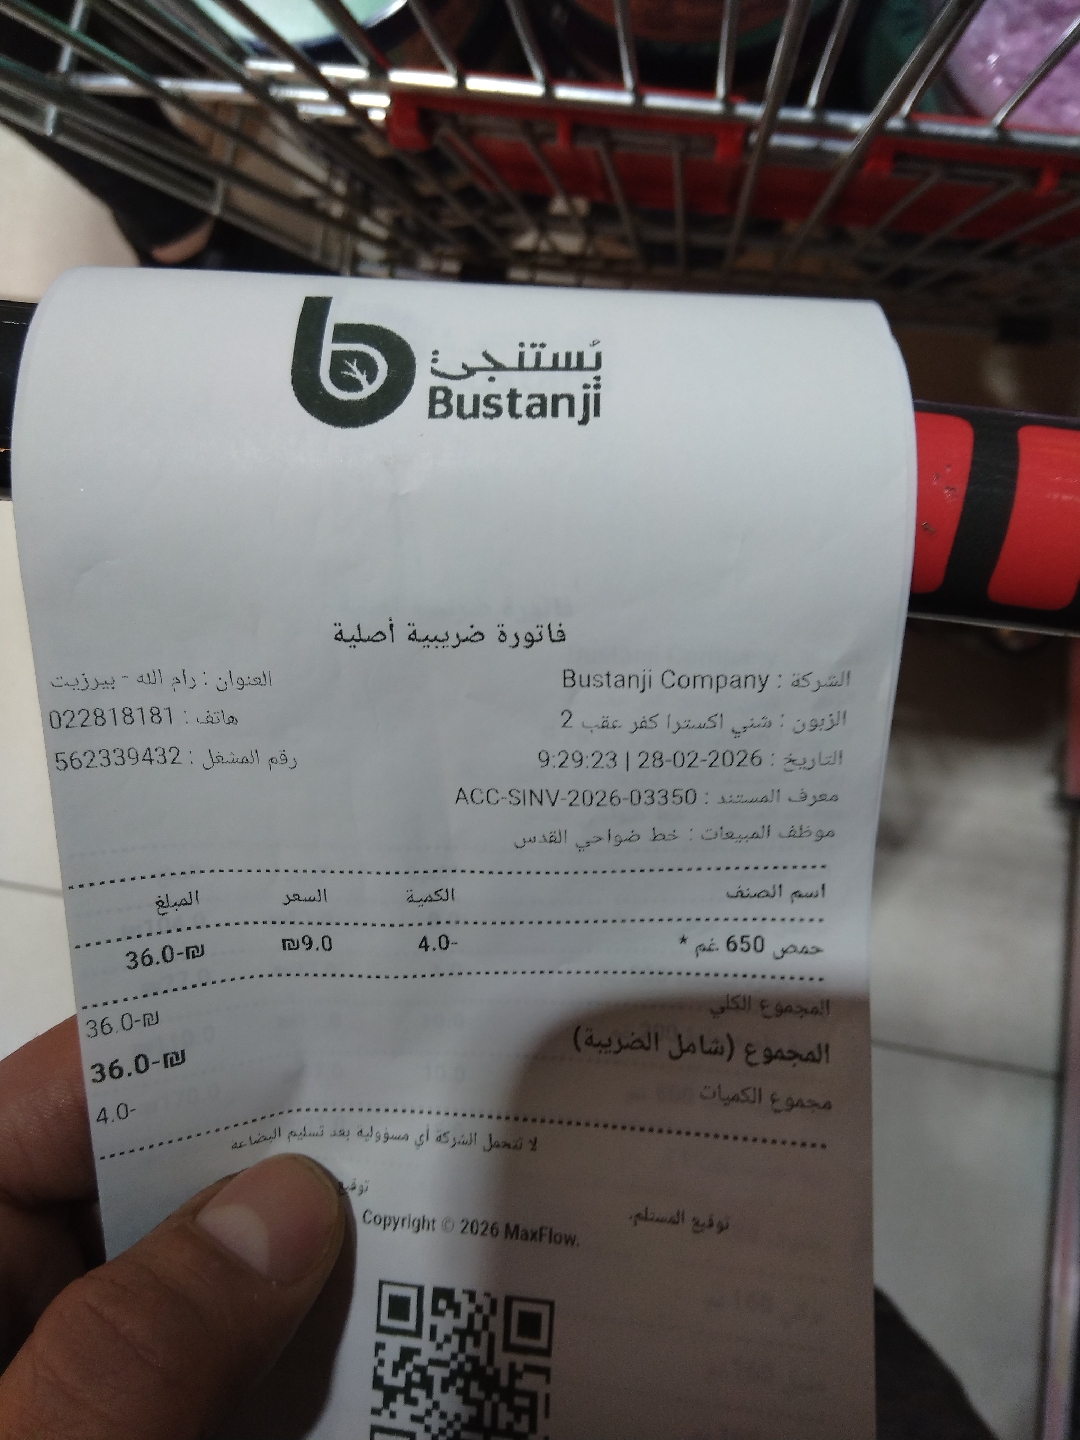 بُستنجي
Bustanji
فاتورة ضريبية أصلية
الشركة : Bustanji Company
العنوان : رام الله - بيرزيت
الزبون : شني اكسترا كفر عقب 2
هاتف : 022818181
التاريخ : 28-02-2026 | 9:29:23
رقم المشغل : 562339432
معرف المستند : ACC-SINV-2026-03350
موظف المبيعات : خط ضواحي القدس
اسم الصنف الكمية السعر المبلغ
حمص 650 غم * 4.0- ₪9.0 36.0-₪
المجموع الكلي 36.0-₪
المجموع (شامل الضريبة) 36.0-₪
مجموع الكميات 4.0-
لا تتحمل الشركة أي مسؤولية بعد تسليم البضاعة
توقيع المستلم. توقيع
Copyright © 2026 MaxFlow.